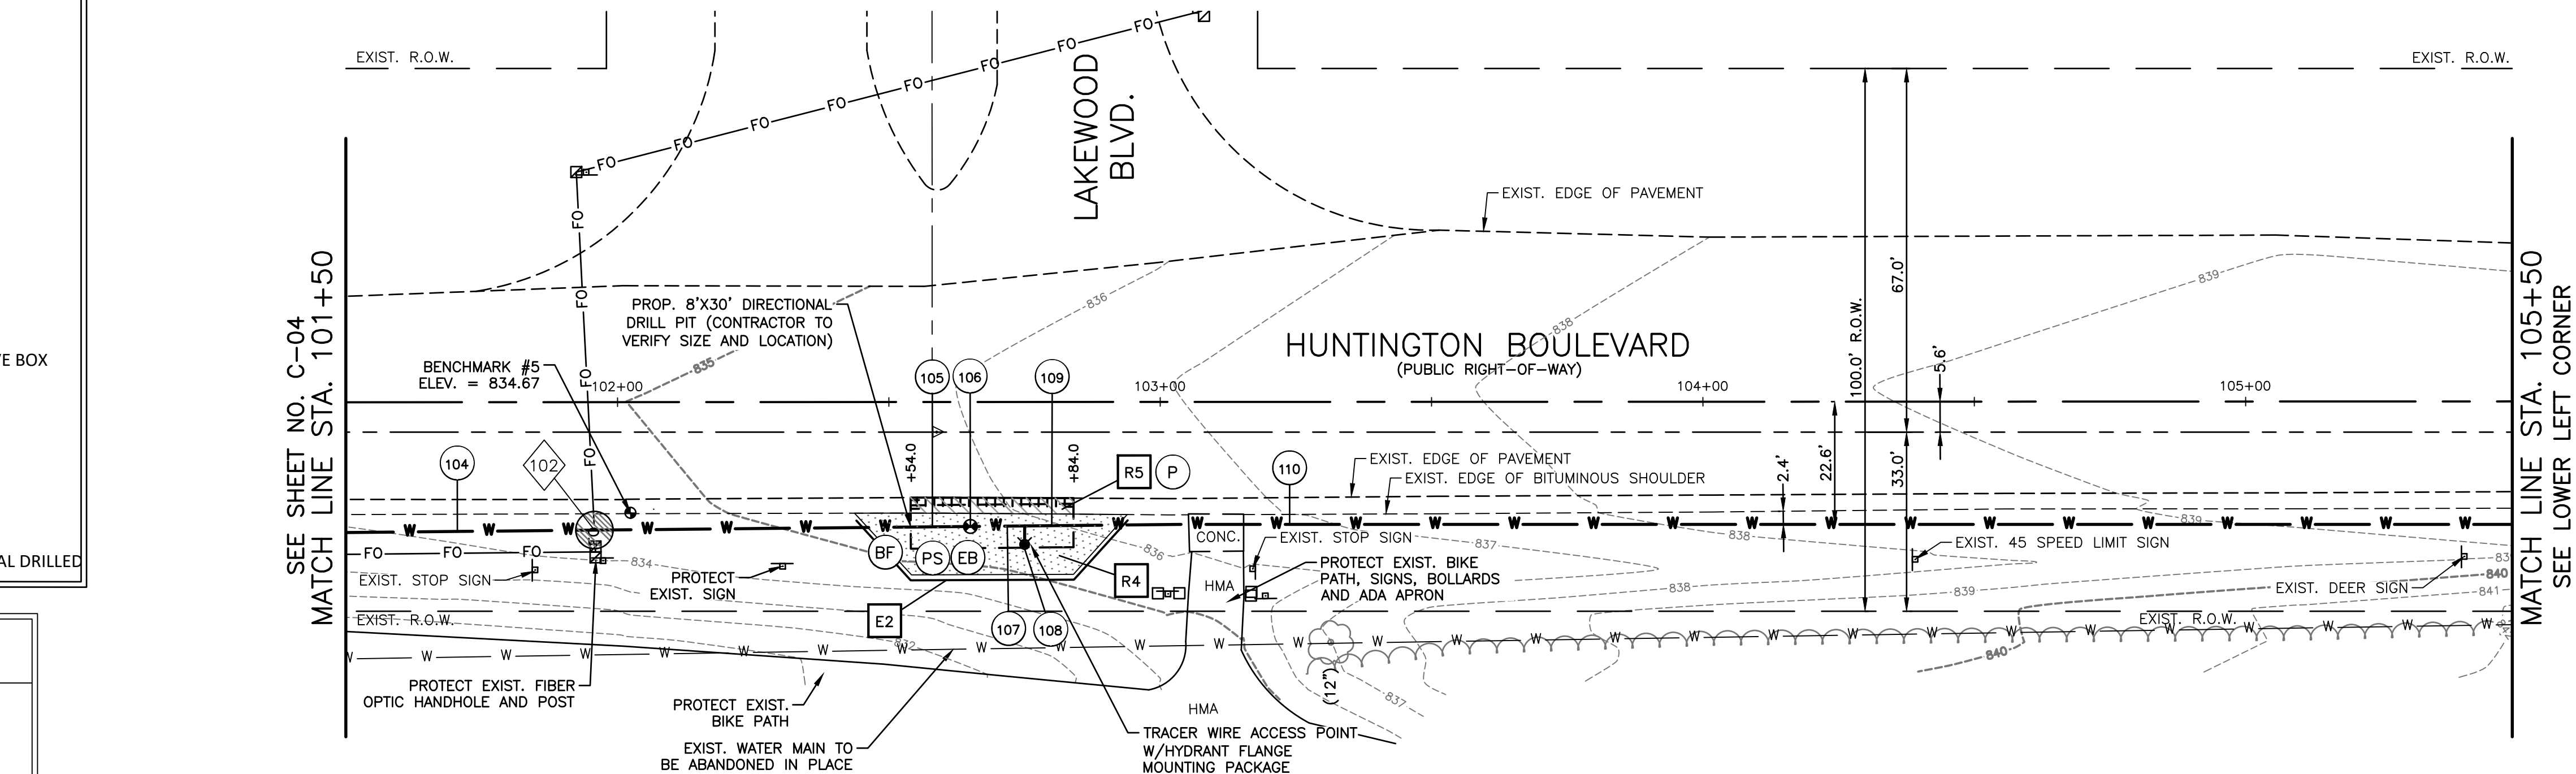 EXIST. R.O.W.
EXIST. R.O.W.
FO FO FO FO FO FO FO FO
LAKEWOOD
BLVD.
EXIST. EDGE OF PAVEMENT
SEE SHEET NO. C-04
MATCH LINE STA. 101+50
MATCH LINE STA. 105+50
SEE LOWER LEFT CORNER
FO
FO
FO
FO
835
836
838
839
PROP. 8'X30' DIRECTIONAL
DRILL PIT (CONTRACTOR TO
VERIFY SIZE AND LOCATION)
HUNTINGTON BOULEVARD
(PUBLIC RIGHT-OF-WAY)
100.0' R.O.W.
67.0'
5.6'
VE BOX
BENCHMARK #5
ELEV. = 834.67
102+00
103+00
104+00
105+00
105
106
109
104
102
+54.0
+84.0
R5
P
110
EXIST. EDGE OF PAVEMENT
EXIST. EDGE OF BITUMINOUS SHOULDER
2.4'
22.6'
33.0'
W W W W W W W W W W W W W W W W W W W W W W W W W W
AL DRILLED
FO FO FO
834
BF
PS
EB
836
CONC.
EXIST. STOP SIGN
837
838
839
EXIST. 45 SPEED LIMIT SIGN
EXIST. STOP SIGN
PROTECT
EXIST. SIGN
R4
HMA
PROTECT EXIST. BIKE
PATH, SIGNS, BOLLARDS
AND ADA APRON
838
839
EXIST. DEER SIGN
840
841
E2
107
108
EXIST. R.O.W.
EXIST. R.O.W.
832
W W W W W W W W W W W W W W W W W W W W W W W W W W W
840
PROTECT EXIST. FIBER
OPTIC HANDHOLE AND POST
PROTECT EXIST.
BIKE PATH
HMA
(12")
837
EXIST. WATER MAIN TO
BE ABANDONED IN PLACE
TRACER WIRE ACCESS POINT
W/HYDRANT FLANGE
MOUNTING PACKAGE